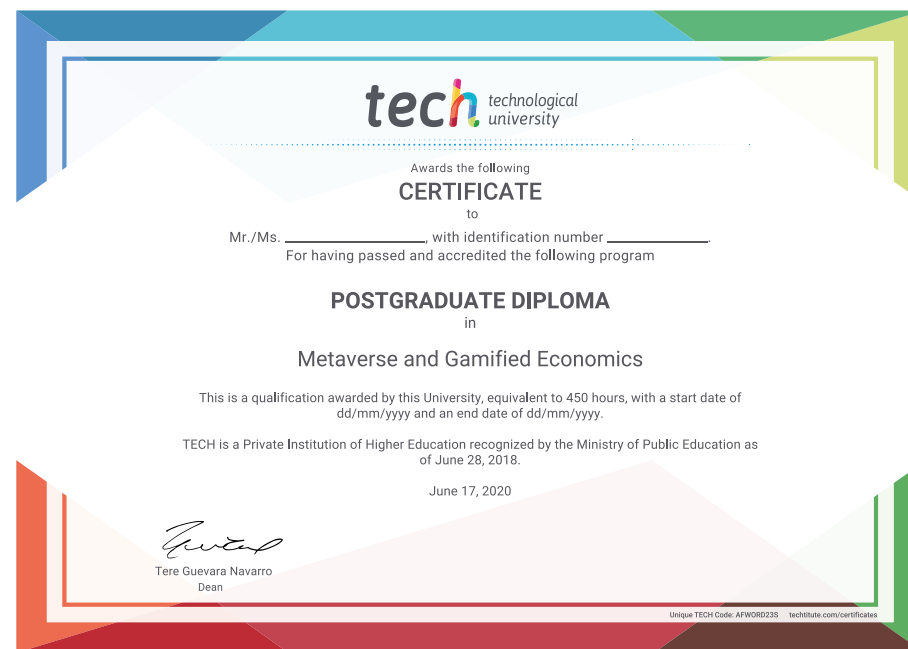 tech technological
university
Awards the following
CERTIFICATE
to
Mr./Ms. ____________________, with identification number ______________.
For having passed and accredited the following program
POSTGRADUATE DIPLOMA
in
Metaverse and Gamified Economics
This is a qualification awarded by this University, equivalent to 450 hours, with a start date of
dd/mm/yyyy and an end date of dd/mm/yyyy.
TECH is a Private Institution of Higher Education recognized by the Ministry of Public Education as
of June 28, 2018.
June 17, 2020
Tere Guevara Navarro
Dean
Unique TECH Code: AFWORD23S techtitute.com/certificates